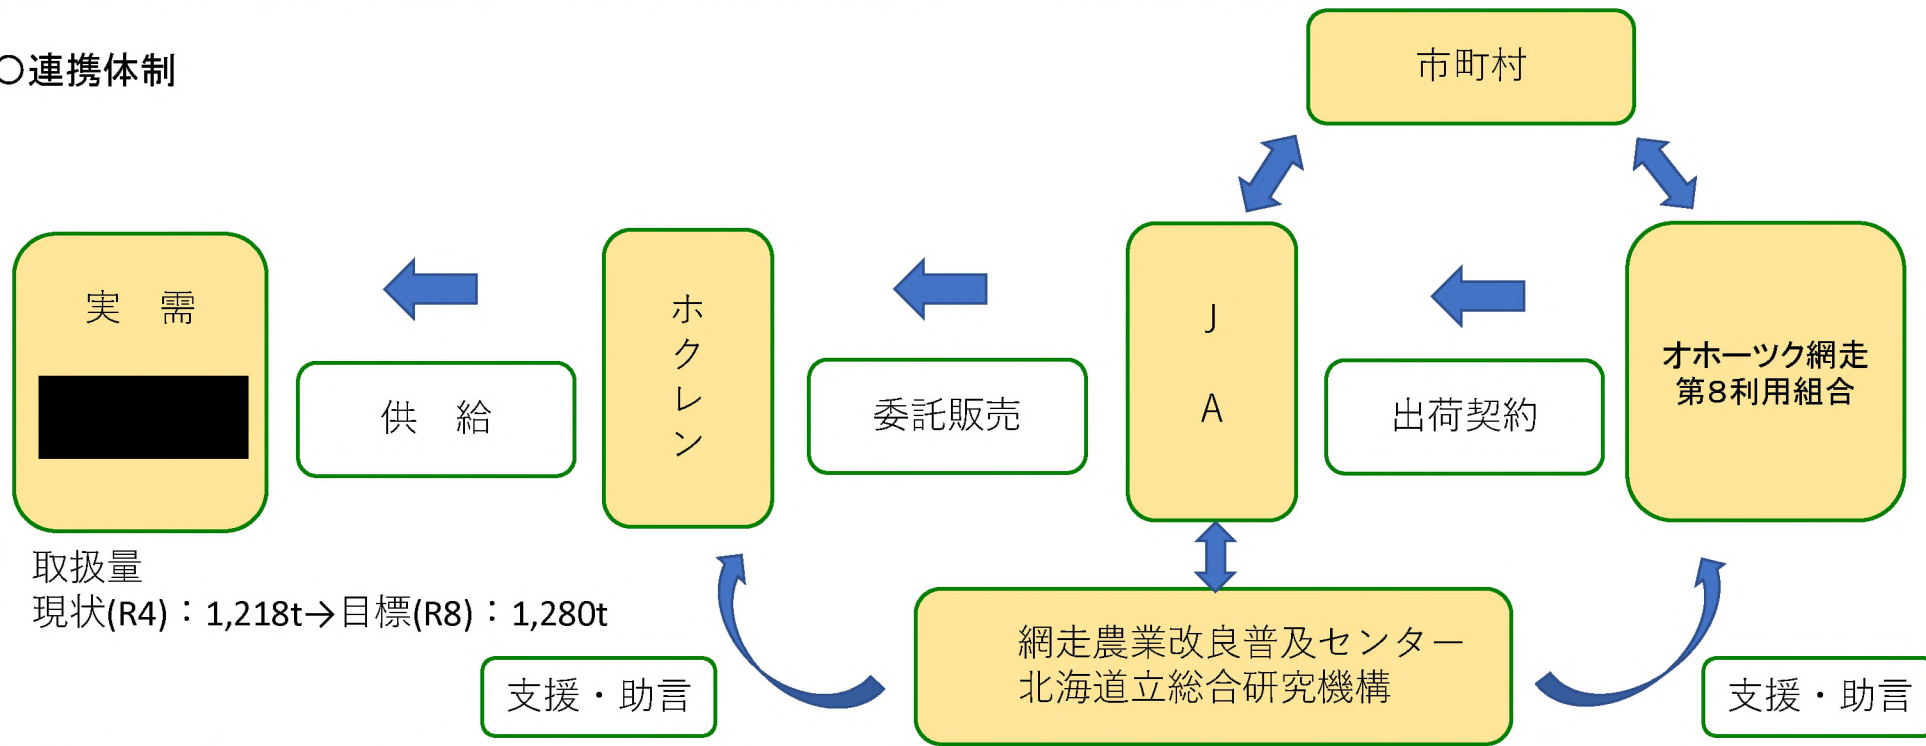 ○連携体制
市町村
実　需
供　給
ホクレン
委託販売
JA
出荷契約
オホーツク網走
第8利用組合
取扱量
現状(R4)：1,218t→目標(R8)：1,280t
網走農業改良普及センター
北海道立総合研究機構
支援・助言
支援・助言